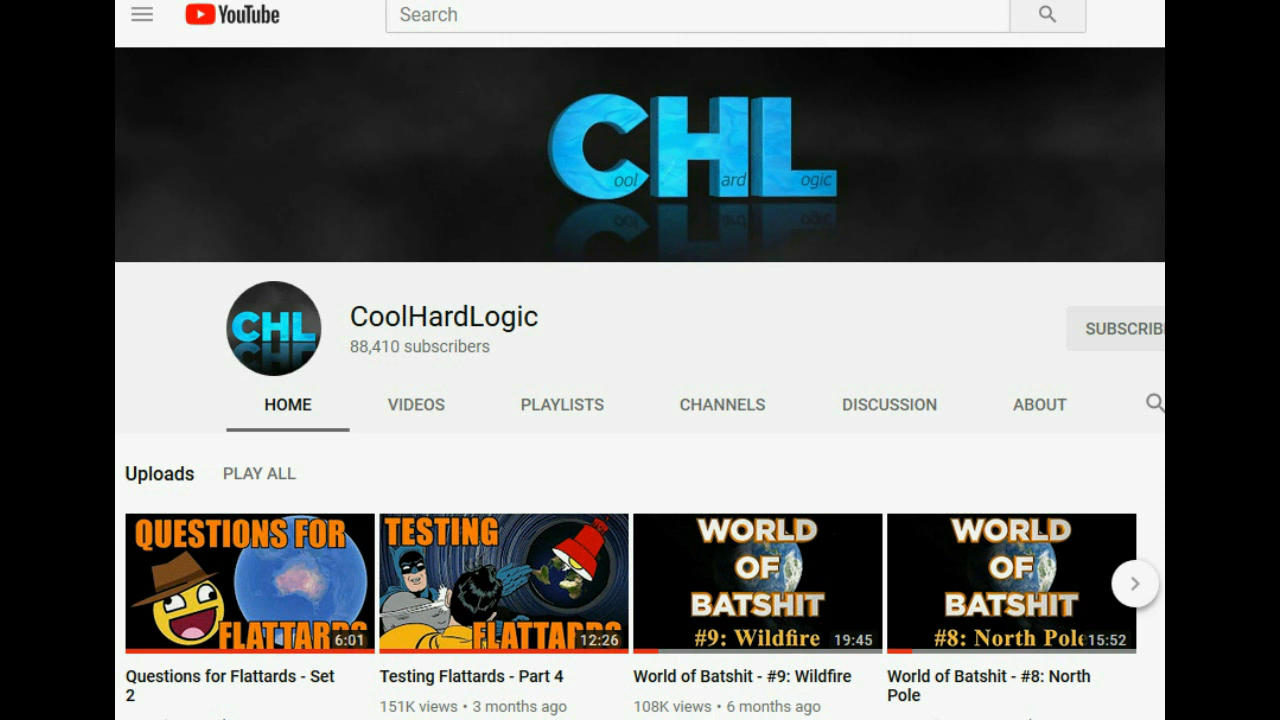 YouTube
Search
CHL
ool ard ogic
CHL
CoolHardLogic
88,410 subscribers
SUBSCRIB
HOME VIDEOS PLAYLISTS CHANNELS DISCUSSION ABOUT
Uploads PLAY ALL
QUESTIONS FOR
FLATTARDS
6:01
TESTING
FLATTARDS
12:26
WORLD
OF
BATSHIT
#9: Wildfire
19:45
WORLD
OF
BATSHIT
#8: North Pole
15:52
Questions for Flattards - Set
2
Testing Flattards - Part 4
151K views • 3 months ago
World of Batshit - #9: Wildfire
108K views • 6 months ago
World of Batshit - #8: North
Pole